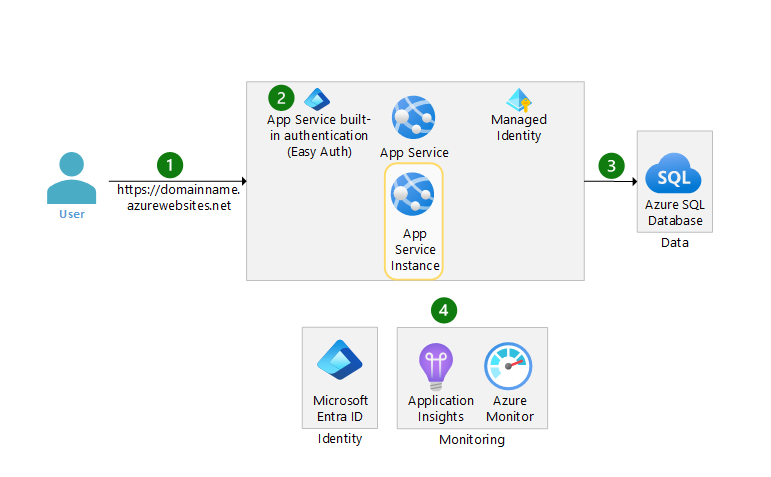 1
User
https://domainname.
azurewebsites.net
2
App Service built-
in authentication
(Easy Auth)
App Service
Managed
Identity
App
Service
Instance
3
SQL
Azure SQL
Database
Data
4
Microsoft
Entra ID
Identity
Application
Insights
Azure
Monitor
Monitoring